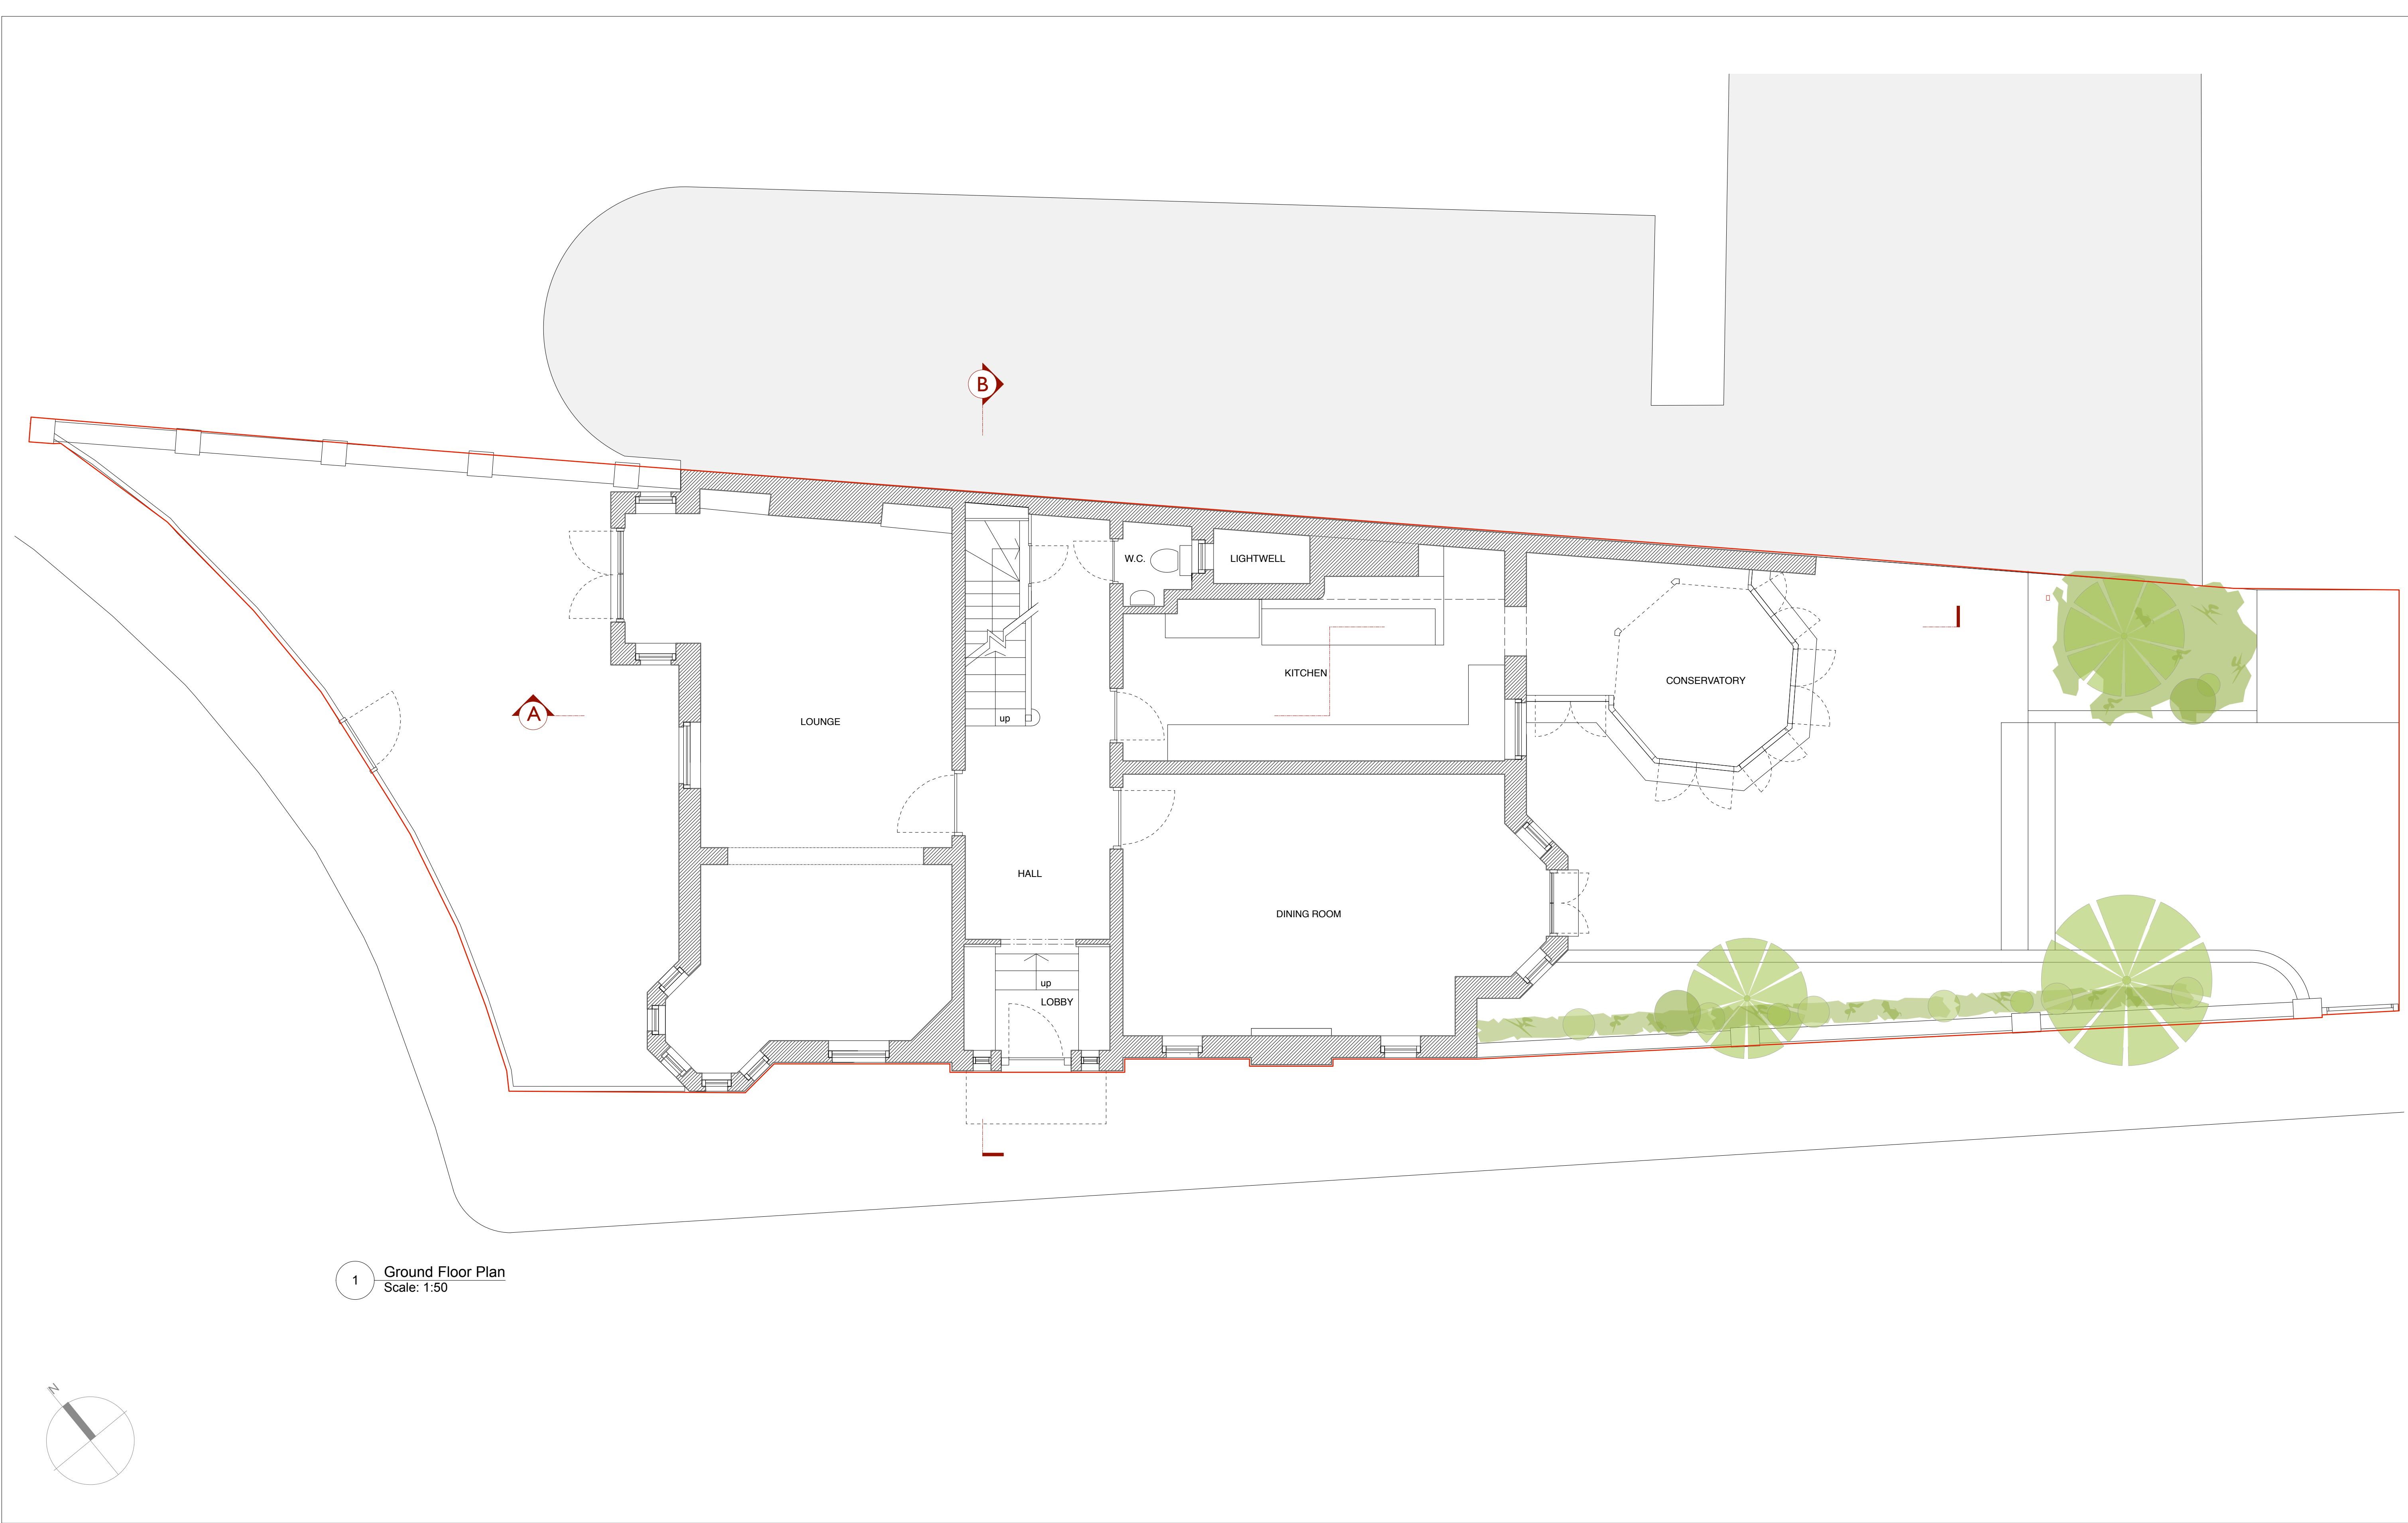 B
W.C.
LIGHTWELL
KITCHEN
CONSERVATORY
A
LOUNGE
up
HALL
DINING ROOM
up
LOBBY
1
Ground Floor Plan
Scale: 1:50
N